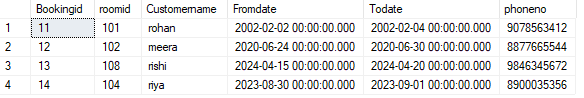 Bookingid roomid Customername Fromdate Todate phoneno
1 11 101 rohan 2002-02-02 00:00:00.000 2002-02-04 00:00:00.000 9078563412
2 12 102 meera 2020-06-24 00:00:00.000 2020-06-30 00:00:00.000 8877665544
3 13 108 rishi 2024-04-15 00:00:00.000 2024-04-20 00:00:00.000 9846345672
4 14 104 riya 2023-08-30 00:00:00.000 2023-09-01 00:00:00.000 8900035356